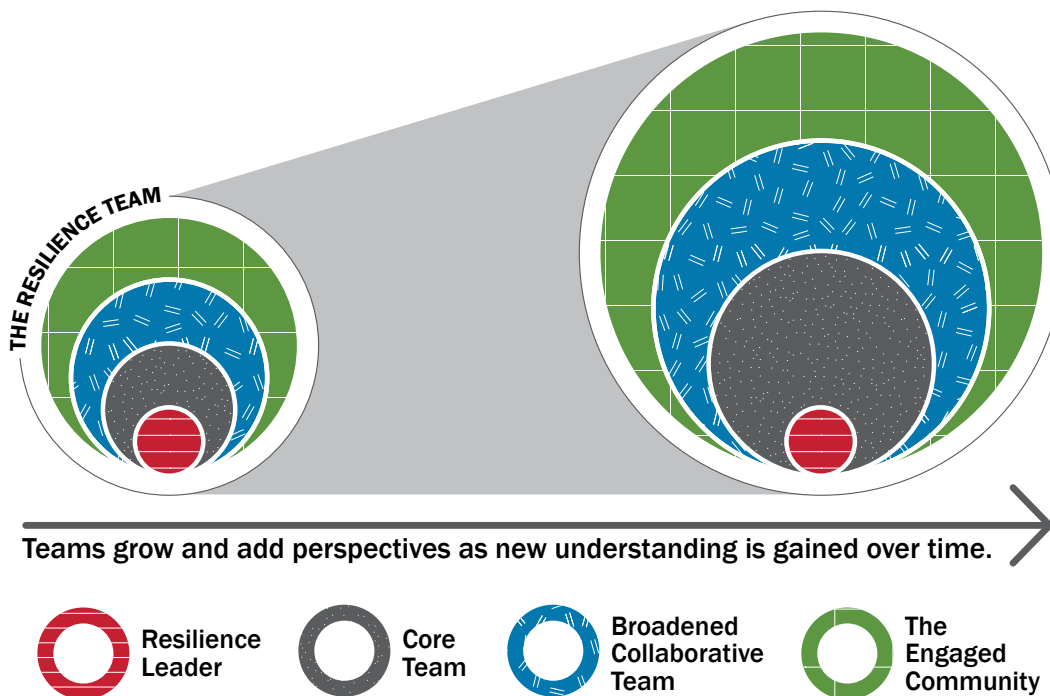 THE RESILIENCE TEAM
Teams grow and add perspectives as new understanding is gained over time.
Resilience
Leader
Core
Team
Broadened
Collaborative
Team
The
Engaged
Community